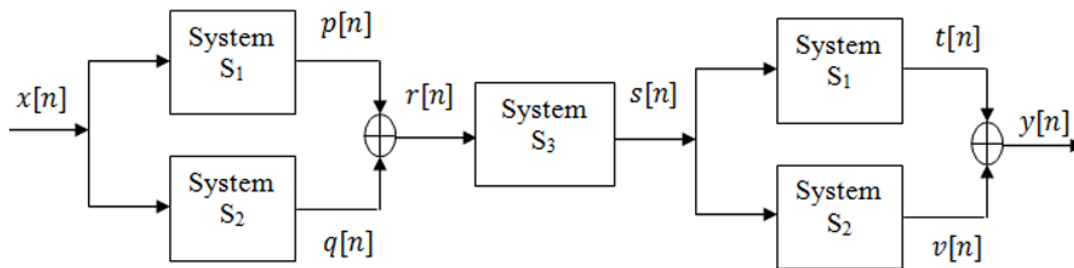 x[n]
System
S₁
p[n]
System
S₂
q[n]
r[n]
System
S₃
s[n]
System
S₁
t[n]
System
S₂
v[n]
y[n]